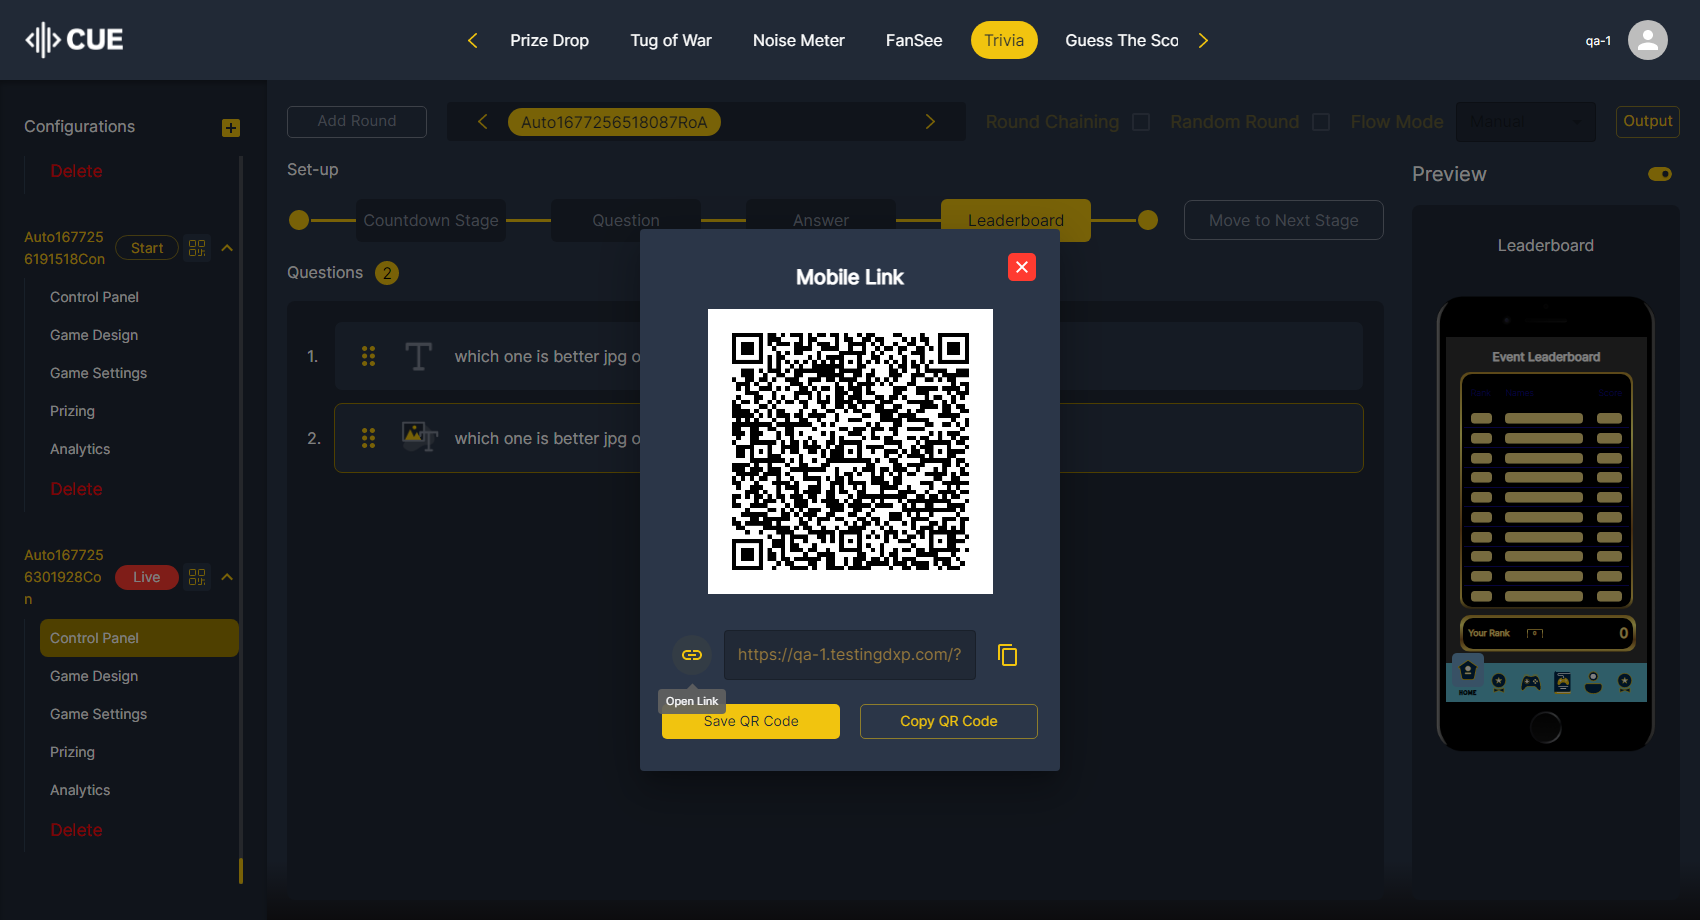 CUE
Prize Drop
Tug of War
Noise Meter
FanSee
Trivia
Guess The Sco
qa-1
Configurations
Delete
Auto167725
6191518Con
Start
Control Panel
Game Design
Game Settings
Prizing
Analytics
Delete
Auto167725
6301928Co
n
Live
Control Panel
Game Design
Game Settings
Prizing
Analytics
Delete
Add Round
Auto1677256518087RoA
Round Chaining
Random Round
Flow Mode
Manual
Output
Set-up
Countdown Stage
Question
Answer
Leaderboard
Move to Next Stage
Questions 2
1. which one is better jpg o
2. which one is better jpg o
Mobile Link
https://qa-1.testingdxp.com/?
Open Link
Save QR Code
Copy QR Code
Preview
Leaderboard
Event Leaderboard
Your Rank
0
0
HOME